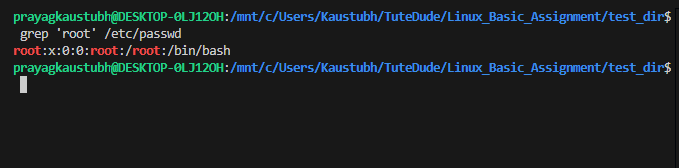 prayagkaustubh@DESKTOP-0LJ12OH:/mnt/c/Users/Kaustubh/TuteDude/Linux_Basic_Assignment/test_dir$
grep 'root' /etc/passwd
root:x:0:0:root:/root:/bin/bash
prayagkaustubh@DESKTOP-0LJ12OH:/mnt/c/Users/Kaustubh/TuteDude/Linux_Basic_Assignment/test_dir$